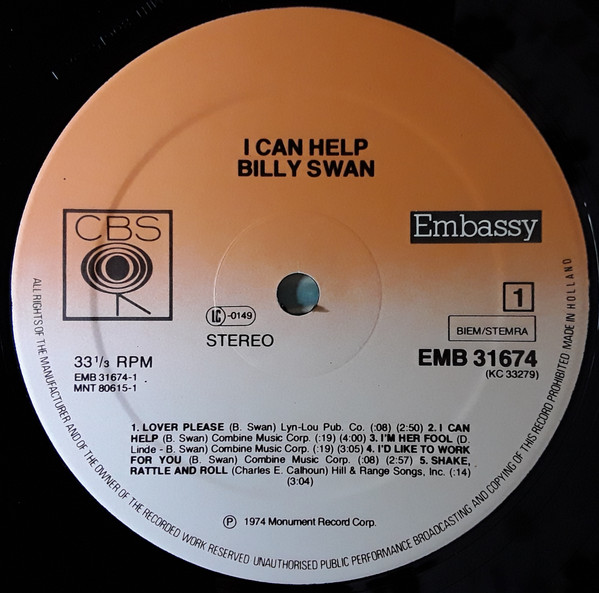 I CAN HELP
BILLY SWAN
CBS
Embassy
LC -0149
STEREO
1
BIEM/STEMRA
33 1/3 RPM
EMB 31674-1
MNT 80615-1
EMB 31674
(KC 33279)
1. LOVER PLEASE (B. Swan) Lyn-Lou Pub. Co. (:08) (2:50) 2. I CAN
HELP (B. Swan) Combine Music Corp. (:19) (4:00) 3. I'M HER FOOL (D.
Linde - B. Swan) Combine Music Corp. (:19) (3:05) 4. I'D LIKE TO WORK
FOR YOU (B. Swan) Combine Music Corp. (:08) (2:57) 5. SHAKE,
RATTLE AND ROLL (Charles E. Calhoun) Hill & Range Songs, Inc. (:14)
(3:04)
Ⓟ 1974 Monument Record Corp.
ALL RIGHTS OF THE MANUFACTURER AND OF THE OWNER OF THE RECORDED WORK RESERVED UNAUTHORISED PUBLIC PERFORMANCE BROADCASTING AND COPYING OF THIS RECORD PROHIBITED MADE IN HOLLAND